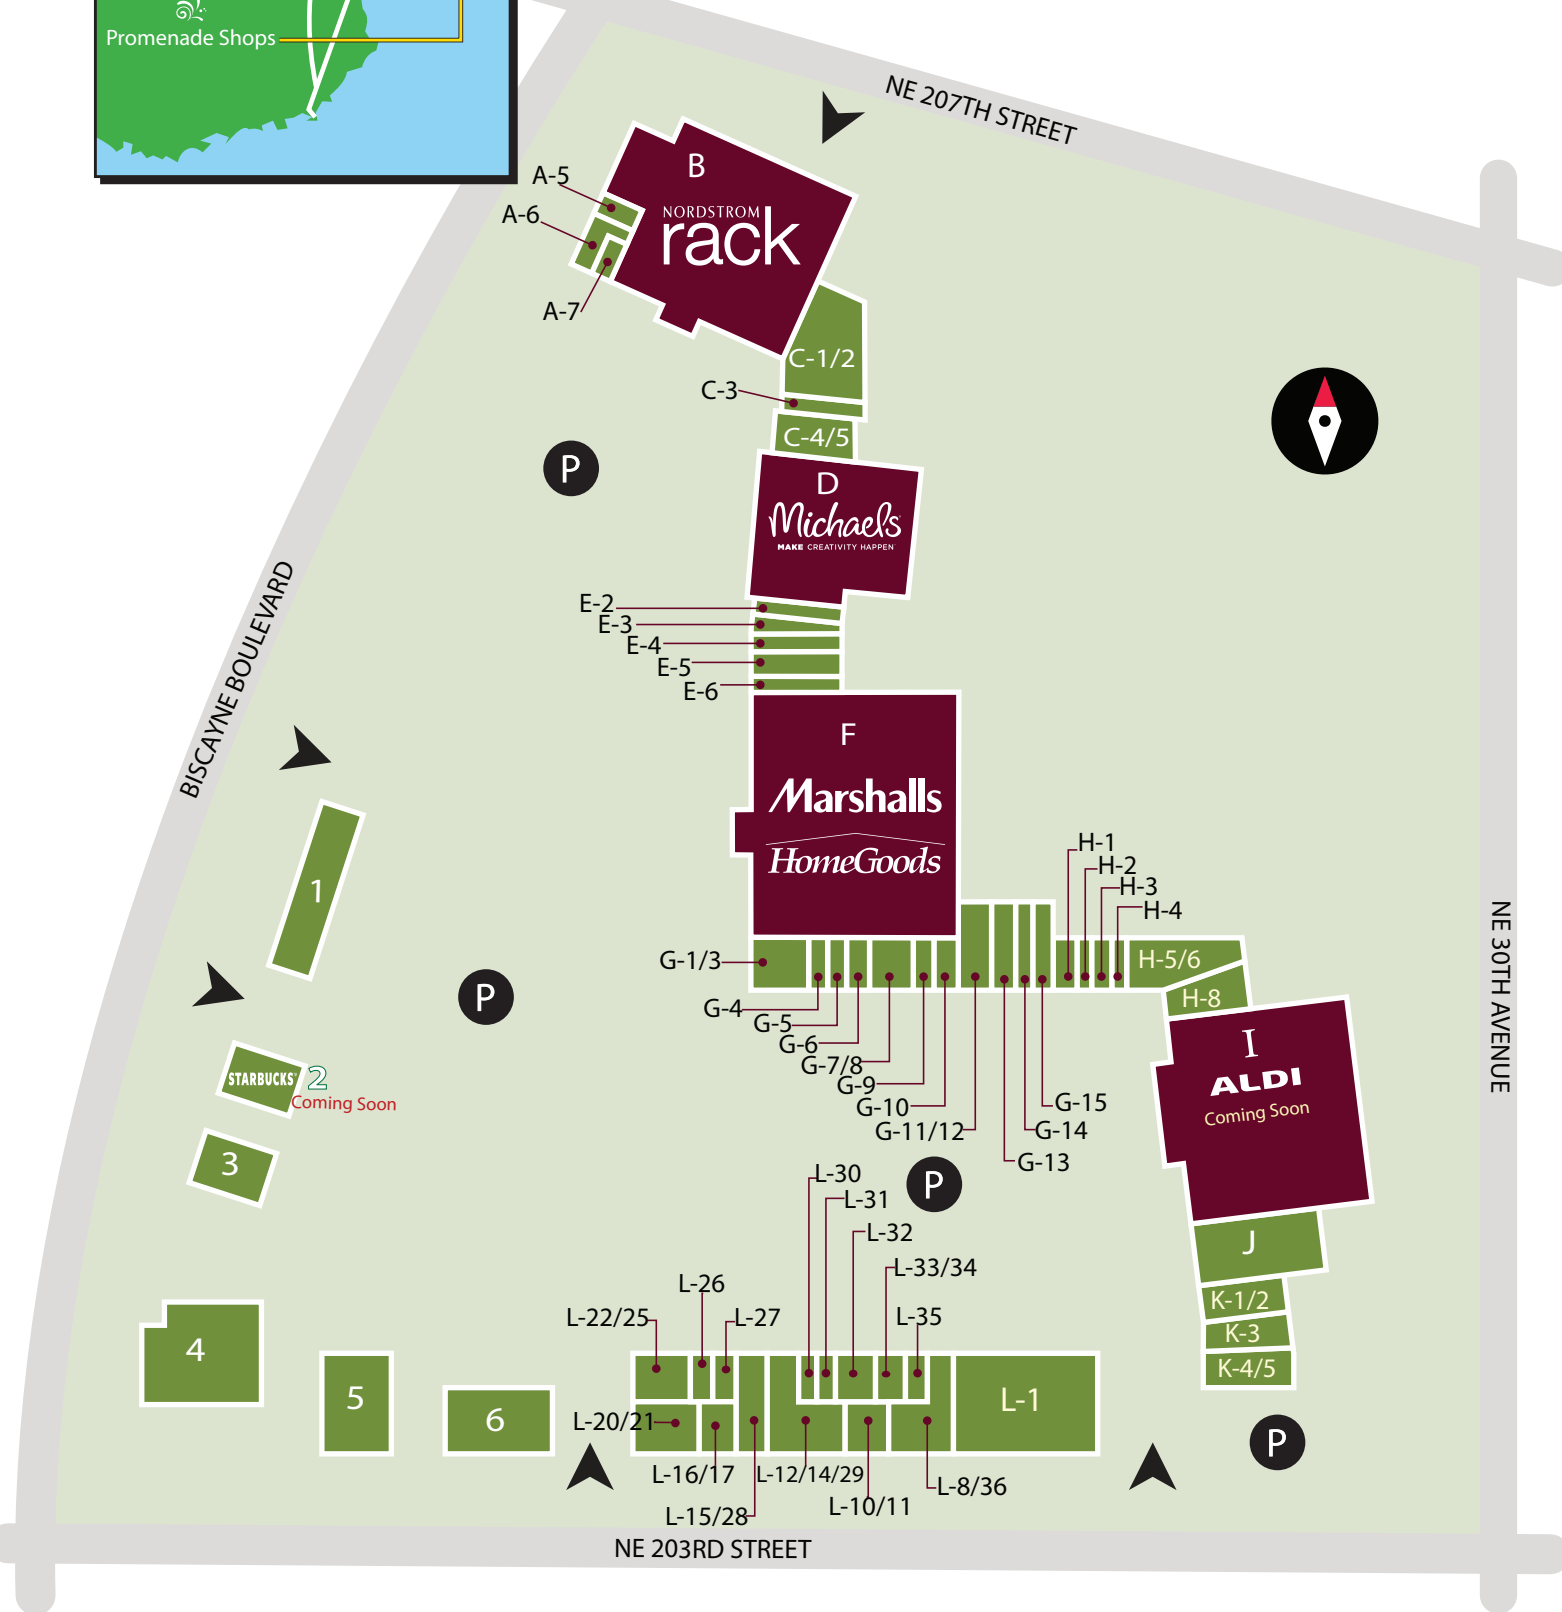 Promenade Shops
NE 207TH STREET
BISCAYNE BOULEVARD
NE 30TH AVENUE
NE 203RD STREET
A-5
A-6
A-7
B
NORDSTROM
rack
C-1/2
C-3
C-4/5
P
D
Michaels
MAKE CREATIVITY HAPPEN
E-2
E-3
E-4
E-5
E-6
F
Marshalls
HomeGoods
H-1
H-2
H-3
H-4
1
G-1/3
H-5/6
H-8
P
G-4
G-5
G-6
G-7/8
G-9
G-10
G-11/12
G-15
G-14
G-13
I
ALDI
Coming Soon
STARBUCKS
2
Coming Soon
3
P
L-30
L-31
L-32
L-33/34
L-35
L-26
L-22/25
L-27
J
K-1/2
K-3
K-4/5
4
5
6
L-1
L-20/21
L-16/17
L-12/14/29
L-8/36
L-10/11
L-15/28
P